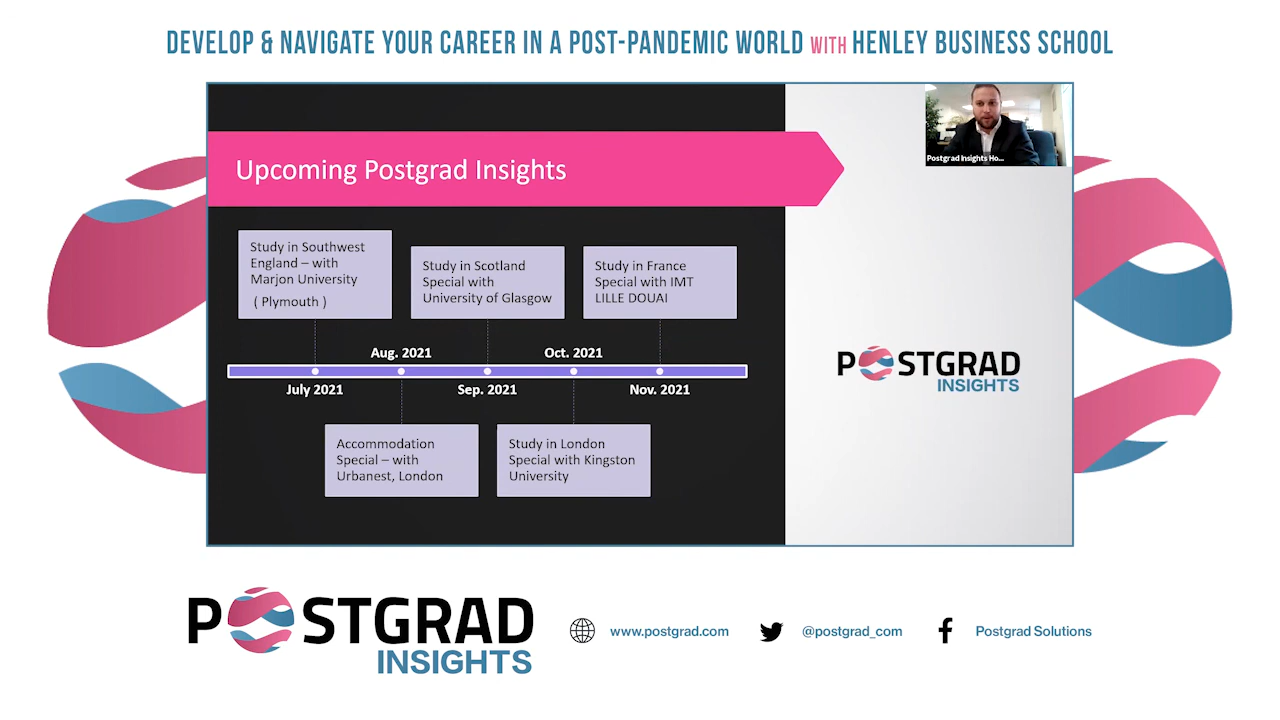 DEVELOP & NAVIGATE YOUR CAREER IN A POST-PANDEMIC WORLD WITH HENLEY BUSINESS SCHOOL
Postgrad Insights Ho...
Upcoming Postgrad Insights
Study in Southwest
England – with
Marjon University
( Plymouth )
Study in Scotland
Special with
University of Glasgow
Study in France
Special with IMT
LILLE DOUAI
Aug. 2021
Oct. 2021
July 2021
Sep. 2021
Nov. 2021
Accommodation
Special – with
Urbanest, London
Study in London
Special with Kingston
University
POSTGRAD
INSIGHTS
POSTGRAD
INSIGHTS
www.postgrad.com
@postgrad_com
Postgrad Solutions